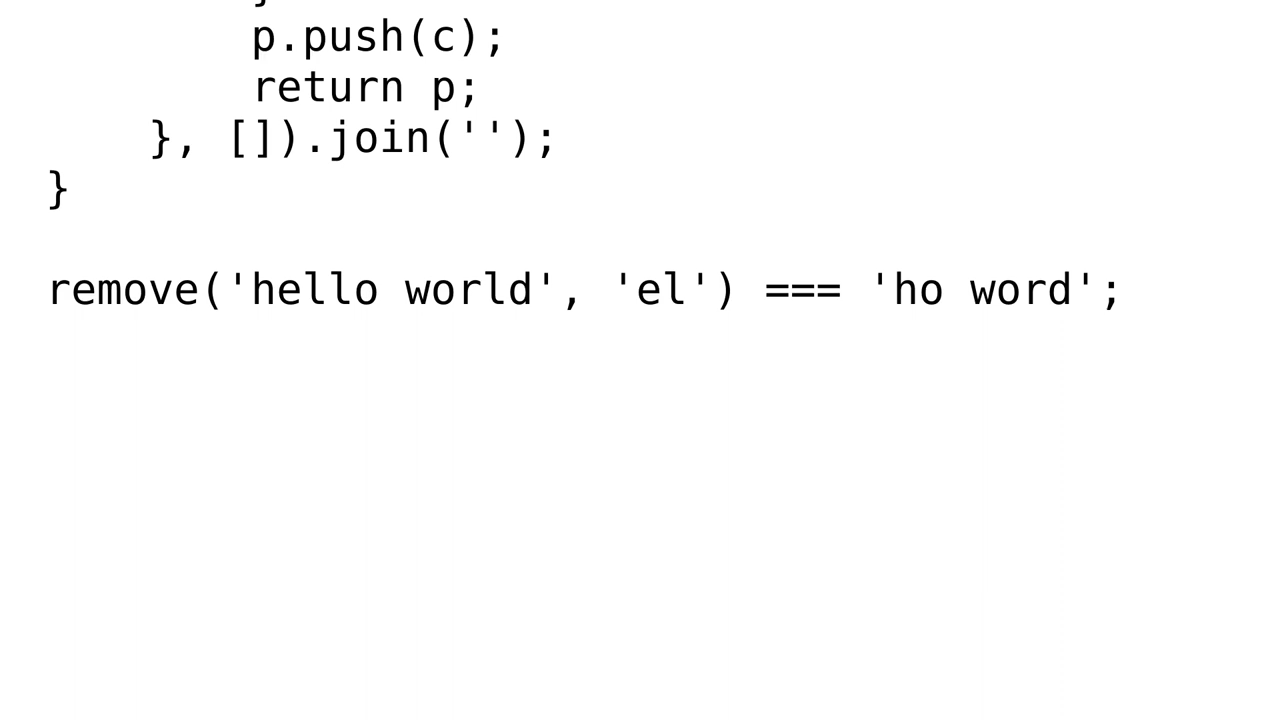 }
p.push(c);
return p;
}, []).join('');
}
remove('hello world', 'el') === 'ho word';